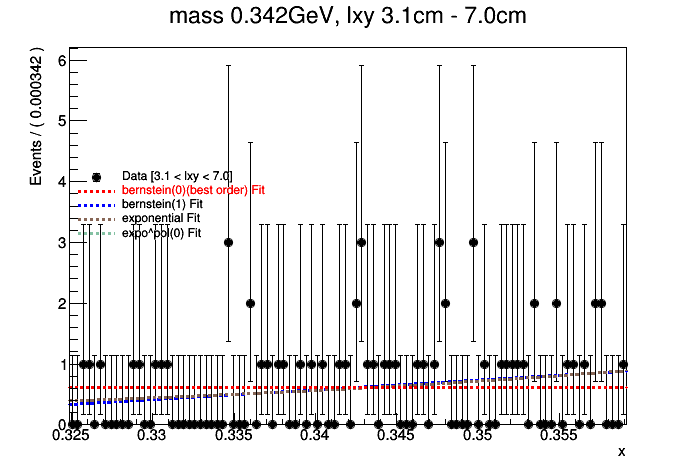 mass 0.342GeV, lxy 3.1cm - 7.0cm
Events / ( 0.000342 )
6
5
4
3
2
1
0
Data [3.1 < lxy < 7.0]
bernstein(0)(best order) Fit
bernstein(1) Fit
exponential Fit
expo^pol(0) Fit
0.325 0.33 0.335 0.34 0.345 0.35 0.355
x